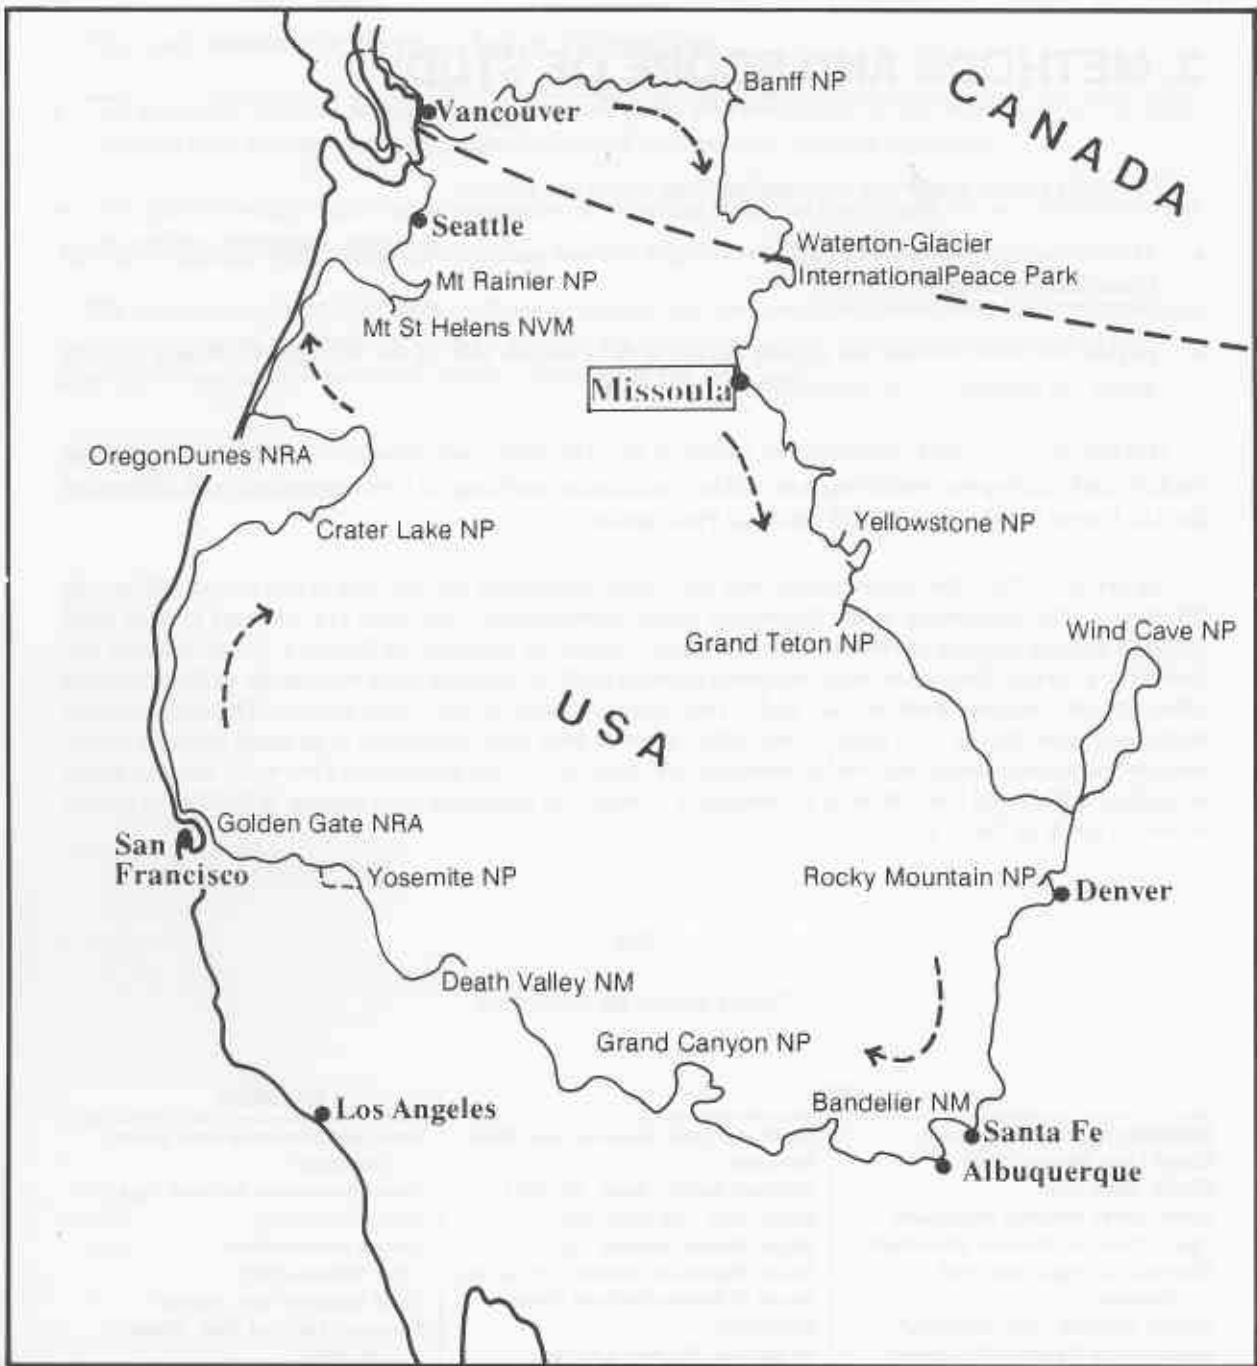 Banff NP
CANADA
Vancouver
Seattle
Waterton-Glacier
InternationalPeace Park
Mt Rainier NP
Mt St Helens NVM
Missoula
OregonDunes NRA
Crater Lake NP
Yellowstone NP
Grand Teton NP
Wind Cave NP
USA
Golden Gate NRA
San
Francisco
Yosemite NP
Rocky Mountain NP
Denver
Death Valley NM
Grand Canyon NP
Bandelier NM
Los Angeles
Santa Fe
Albuquerque